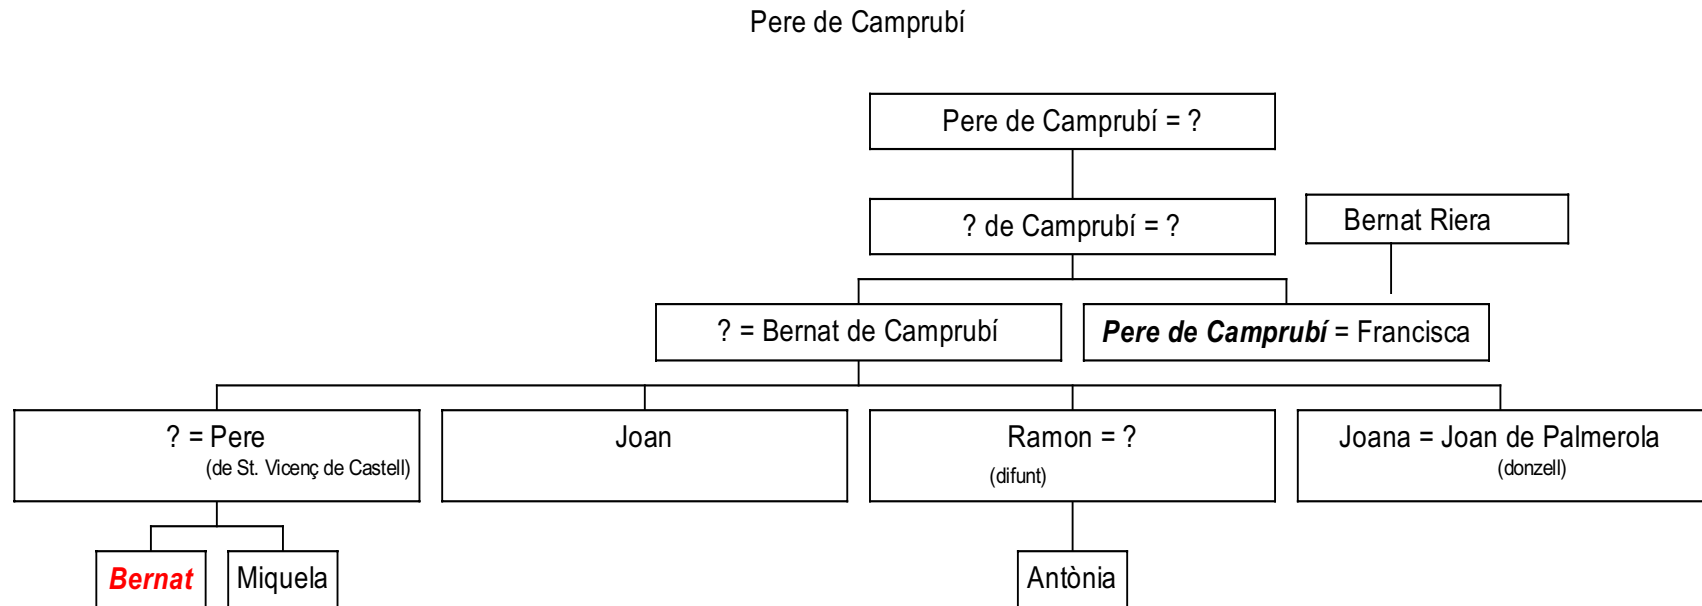 Pere de Camprubí
Pere de Camprubí = ?
? de Camprubí = ?
Bernat Riera
? = Bernat de Camprubí
Pere de Camprubí = Francisca
? = Pere
(de St. Vicenç de Castell)
Joan
Ramon = ?
(difunt)
Joana = Joan de Palmerola
(donzell)
Bernat
Miquela
Antònia